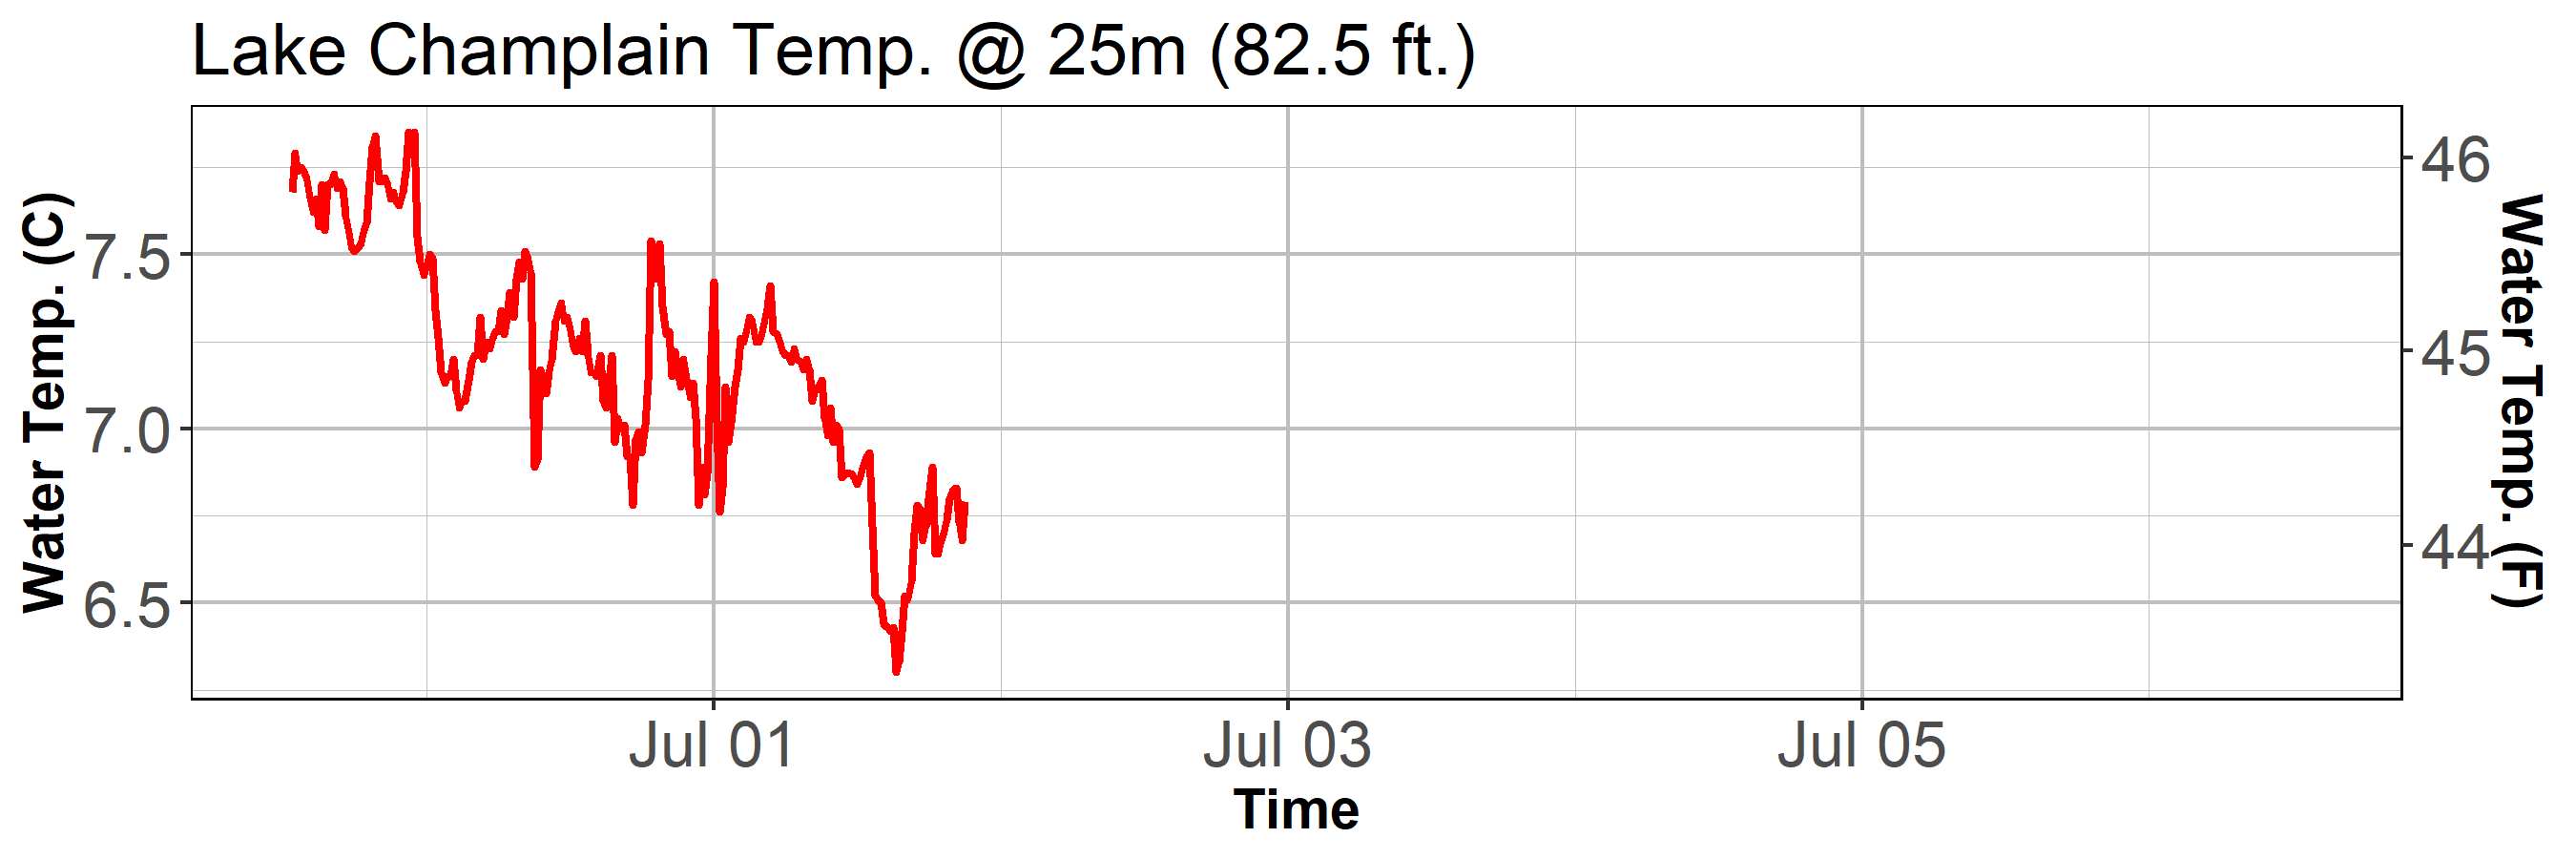 Lake Champlain Temp. @ 25m (82.5 ft.)
Water Temp. (C)
7.5
7.0
6.5
46
45
44
Water Temp. (F)
Jul 01
Jul 03
Jul 05
Time